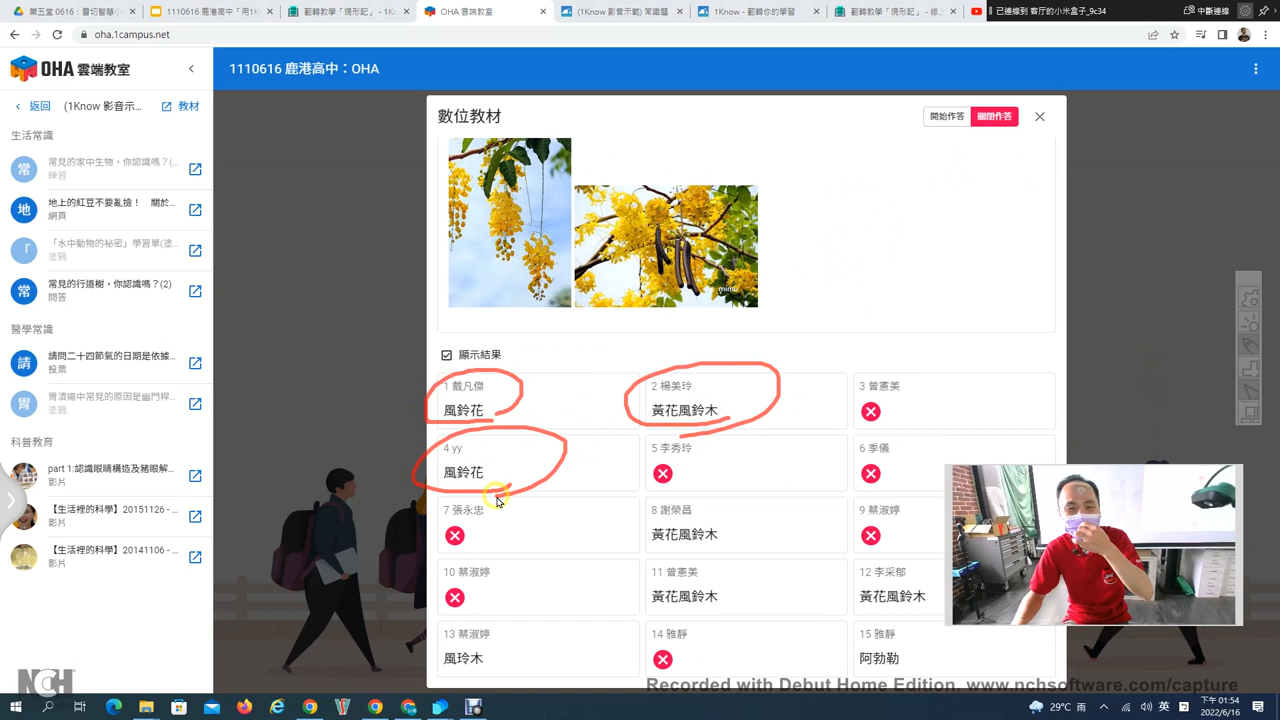 第五堂 0616：雲切智慧小
1110616 鹿港高中「用1K
翻轉教學「現形記」- 1Kn
OHA 雲端教室
(1Know 影音示範) 常識題
1Know - 翻轉你的學習
翻轉教學「現形記」- 線上
已連線到 客厅的小米盒子_9c34
中斷連線
oha.1campus.net
OHA 雲端教室
1110616 鹿港高中：OHA
返回
(1Know 影音示...
教材
生活常識
常
常見的家中生物，你認識嗎？(...
練習
地
地上的紅豆不要亂撿！ 關於...
網頁
「
「水中動物的祕密」學習單(塗...
塗鴉
常
常見的行道樹，你認識嗎？(2)
問答
醫學常識
請
請問二十四節氣的日期是依據...
投票
胃
胃潰瘍中常見的原因是幽門桿...
塗鴉
科普教育
part 1:認識眼睛構造及豬眼解...
影片
【生活裡的科學】20151126 - ...
影片
【生活裡的科學】20141106 - ...
影片
數位教材
開始作答
關閉作答
mimi
顯示結果
1 戴凡傑
風鈴花
2 楊美玲
黃花風鈴木
3 曾憲美
4 yy
風鈴花
5 李秀玲
6 季儀
7 張永忠
8 謝榮昌
黃花風鈴木
9 蔡淑婷
10 蔡淑婷
11 曾憲美
黃花風鈴木
12 李采郁
黃花風鈴木
13 蔡淑婷
風玲木
14 雅靜
15 雅靜
阿勃勒
NCH
Recorded with Debut Home Edition. www.nchsoftware.com/capture
29°C 雨
英
下午 01:54
2022/6/16